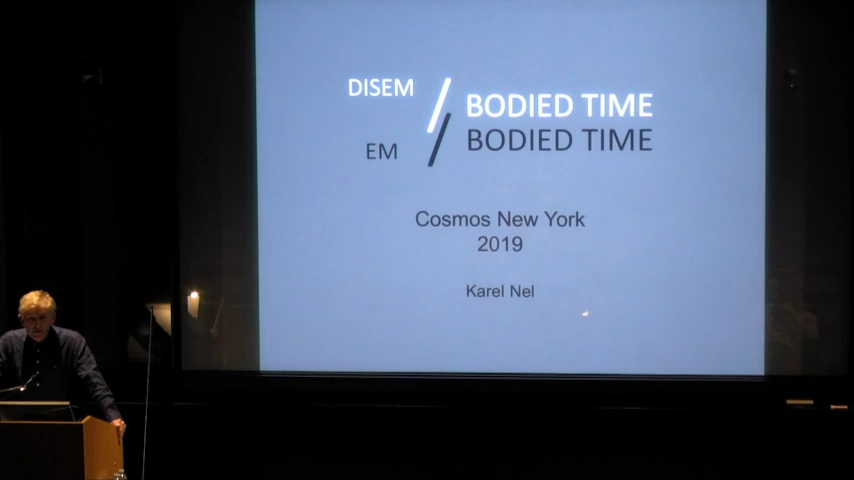 DISEM / BODIED TIME
EM / BODIED TIME
Cosmos New York
2019
Karel Nel